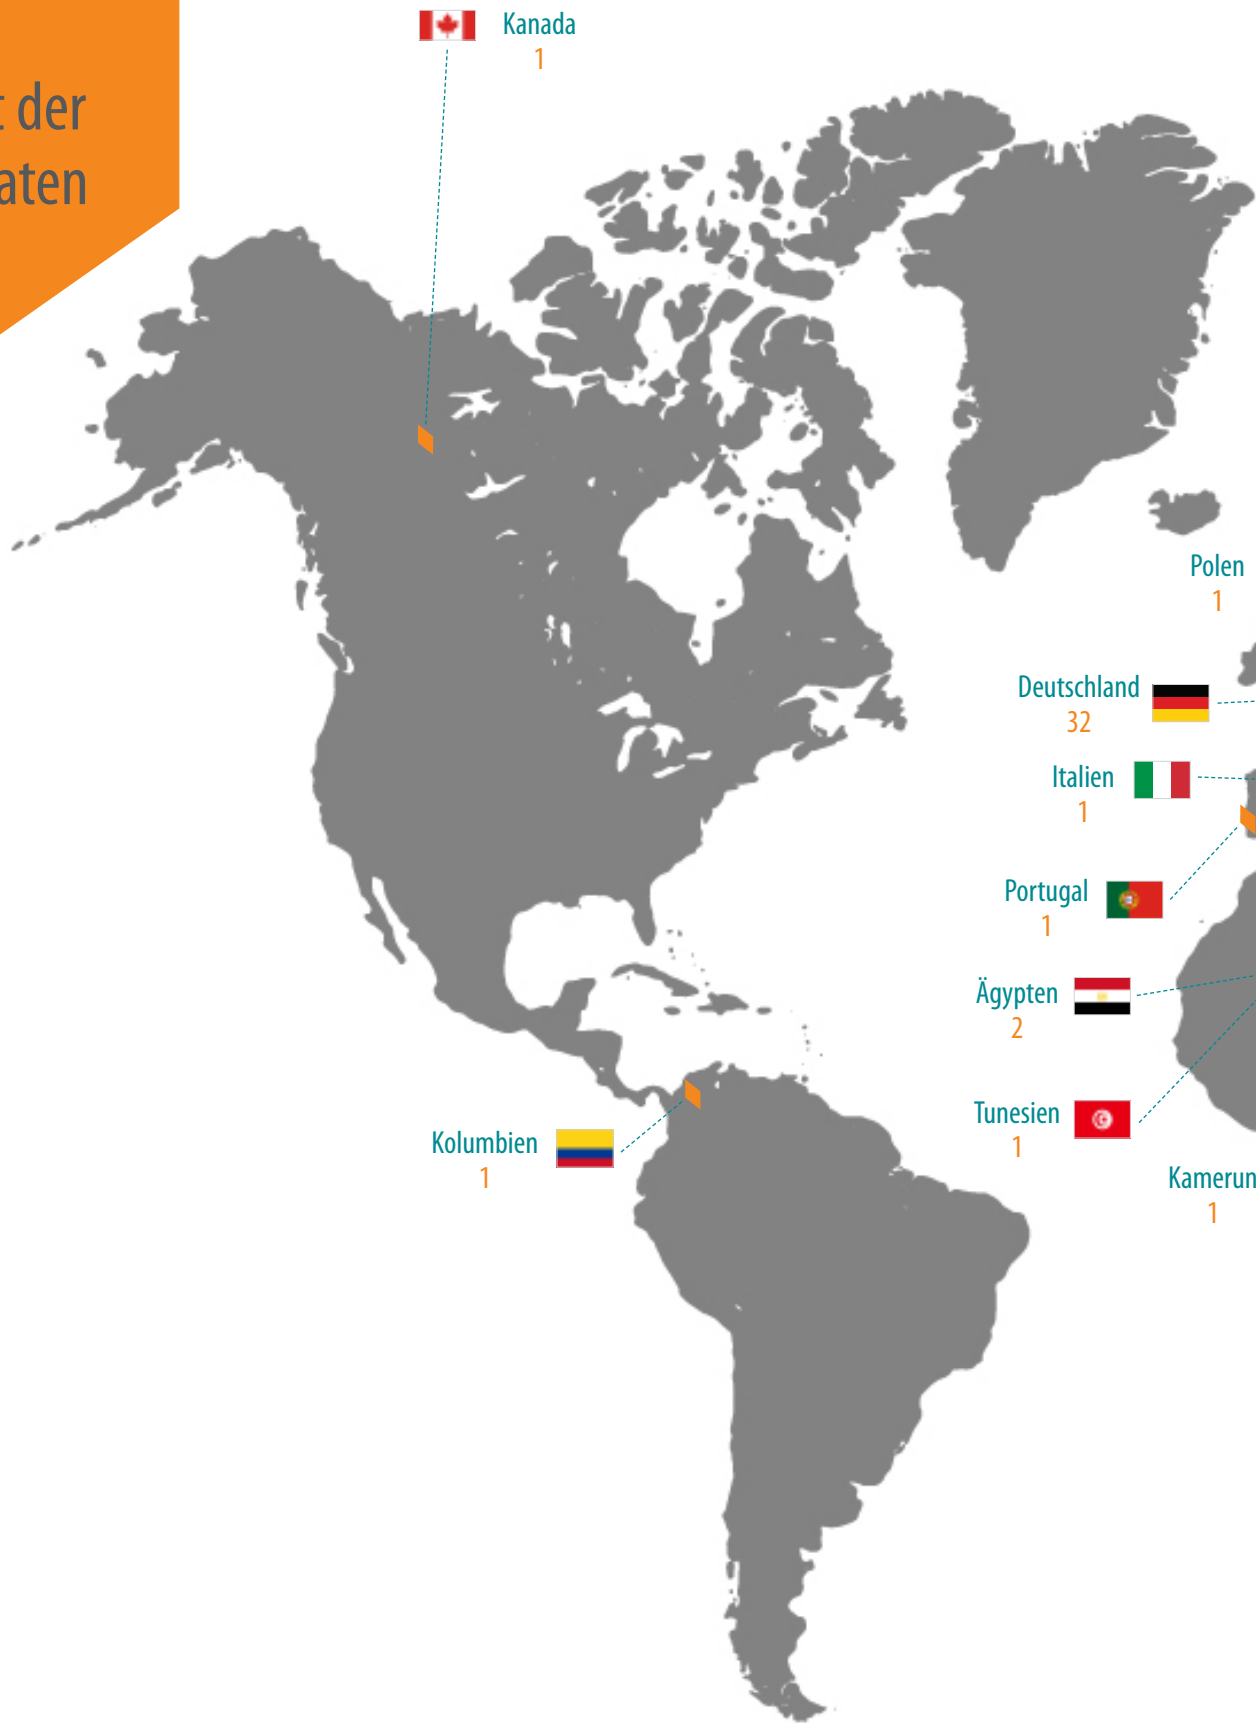 Kanada
1
der
Polen
1
Deutschland
32
Italien
1
Portugal
1
Ägypten
2
Tunesien
1
Kolumbien
1
Kamerun
1